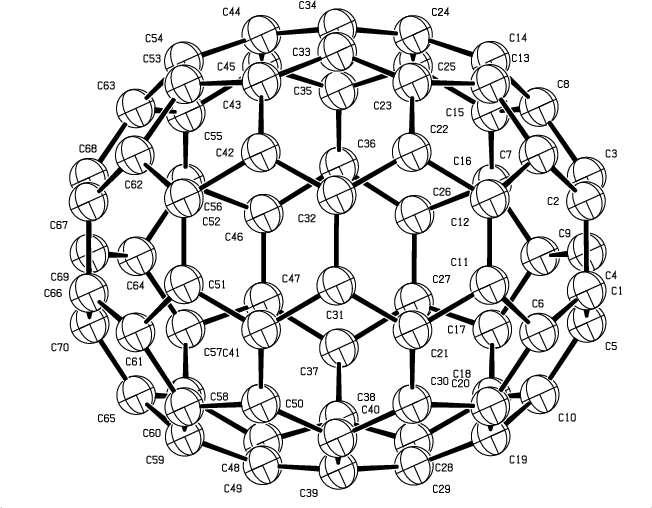 C34
C44 C24
C54 C33 C14
C53 C45 C25 C13
C63 C43 C35 C23 C15 C8
C55 C36 C22
C68 C42 C16 C7 C3
C62 C56 C32 C26 C12 C2
C52
C67 C46 C11 C9
C69 C64 C51 C47 C27 C4
C66 C31 C6 C1
C70 C61 C57 C41 C37 C21 C17 C5
C58 C38 C30 C18
C65 C50 C40 C20 C10
C60
C59 C48 C28 C19
C49 C39 C29